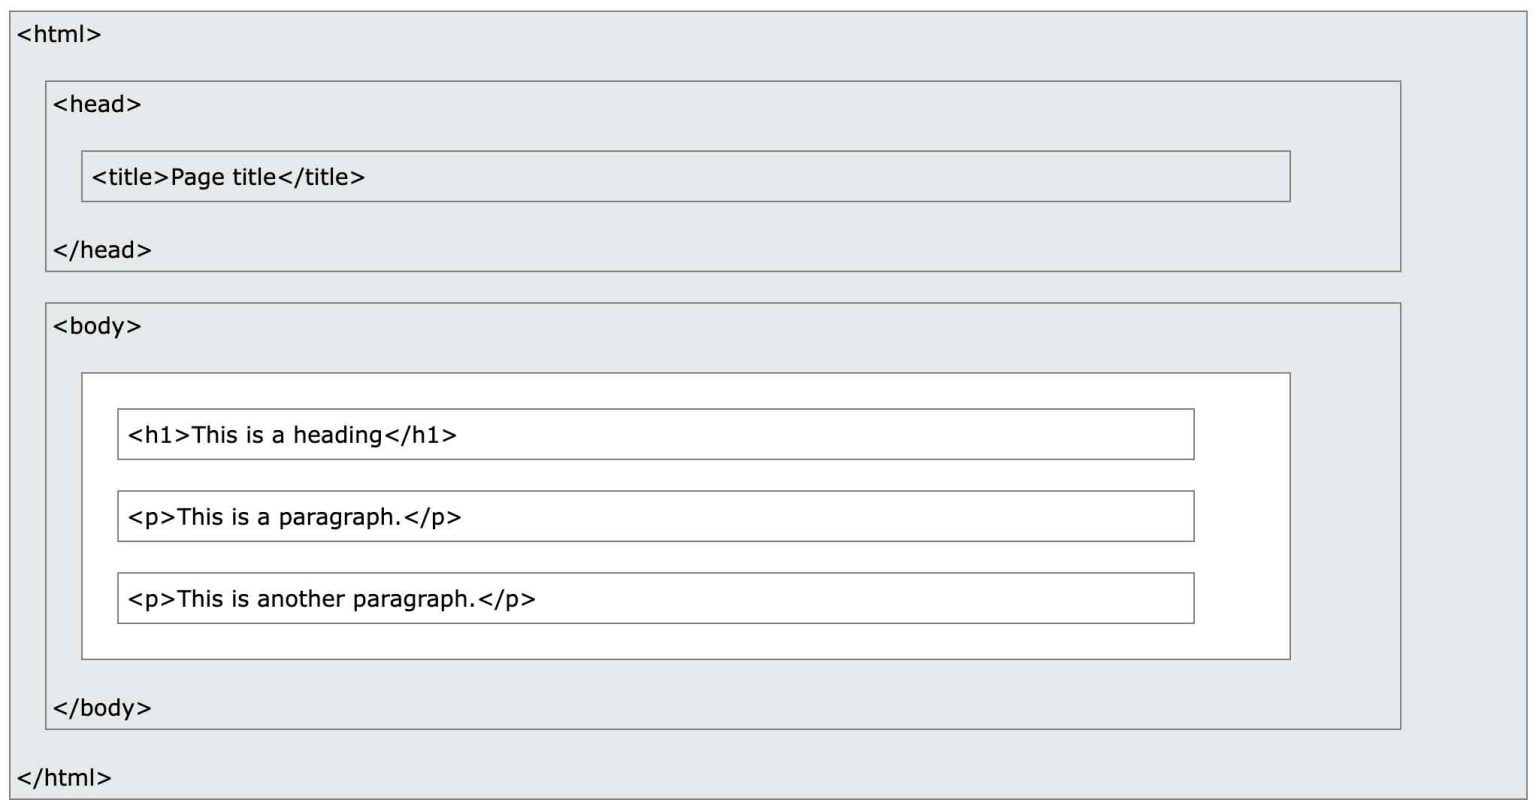 <html>
<head>
<title>Page title</title>
</head>
<body>
<h1>This is a heading</h1>
<p>This is a paragraph.</p>
<p>This is another paragraph.</p>
</body>
</html>